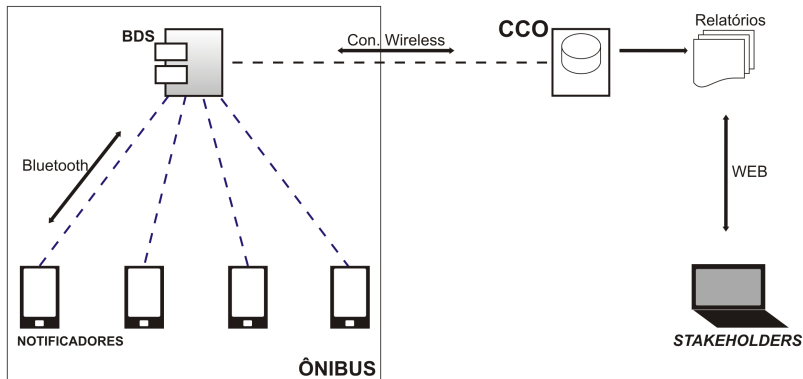 BDS
Con. Wireless
CCO
Relatórios
Bluetooth
WEB
NOTIFICADORES
ÔNIBUS
STAKEHOLDERS